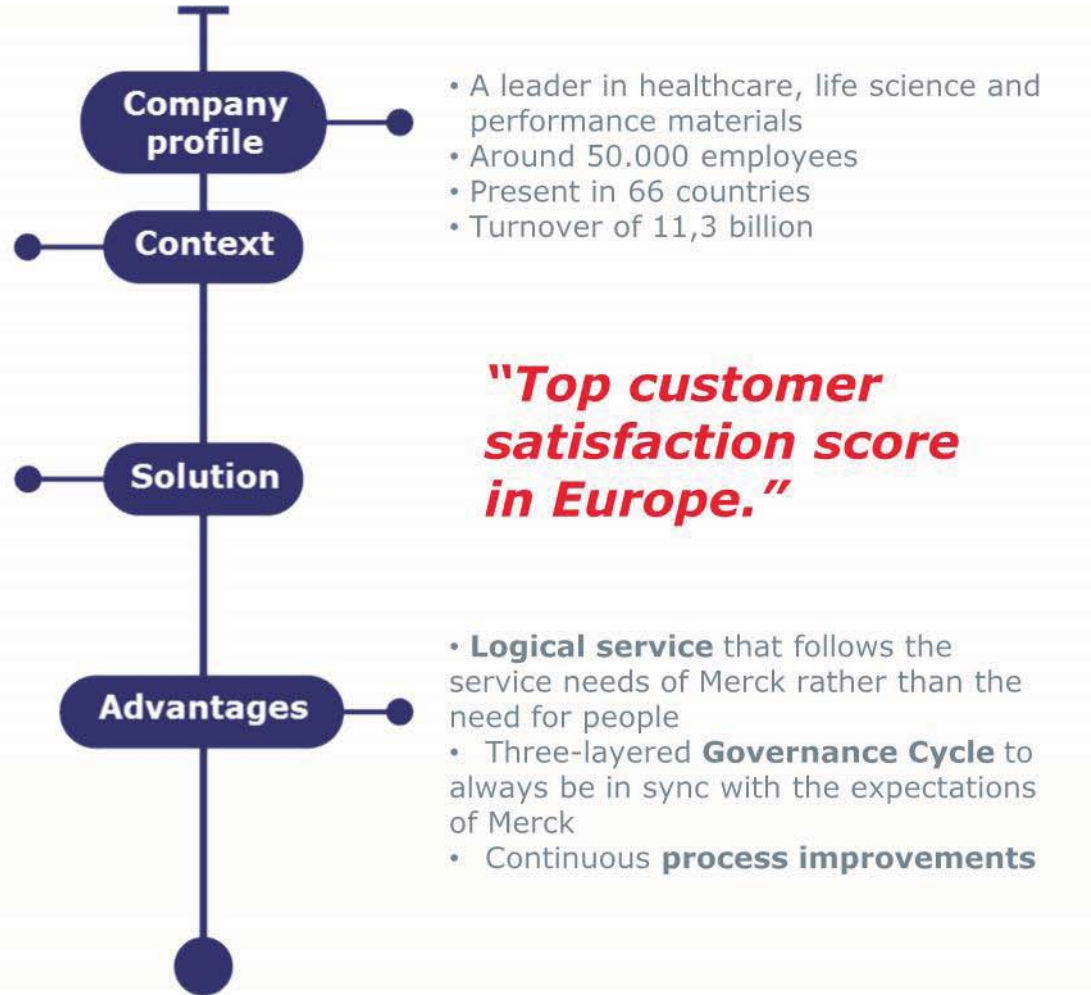 Company
profile
• A leader in healthcare, life science and
performance materials
• Around 50.000 employees
• Present in 66 countries
• Turnover of 11,3 billion
Context
“Top customer
satisfaction score
in Europe.”
Solution
Advantages
• Logical service that follows the
service needs of Merck rather than the
need for people
• Three-layered Governance Cycle to
always be in sync with the expectations
of Merck
• Continuous process improvements